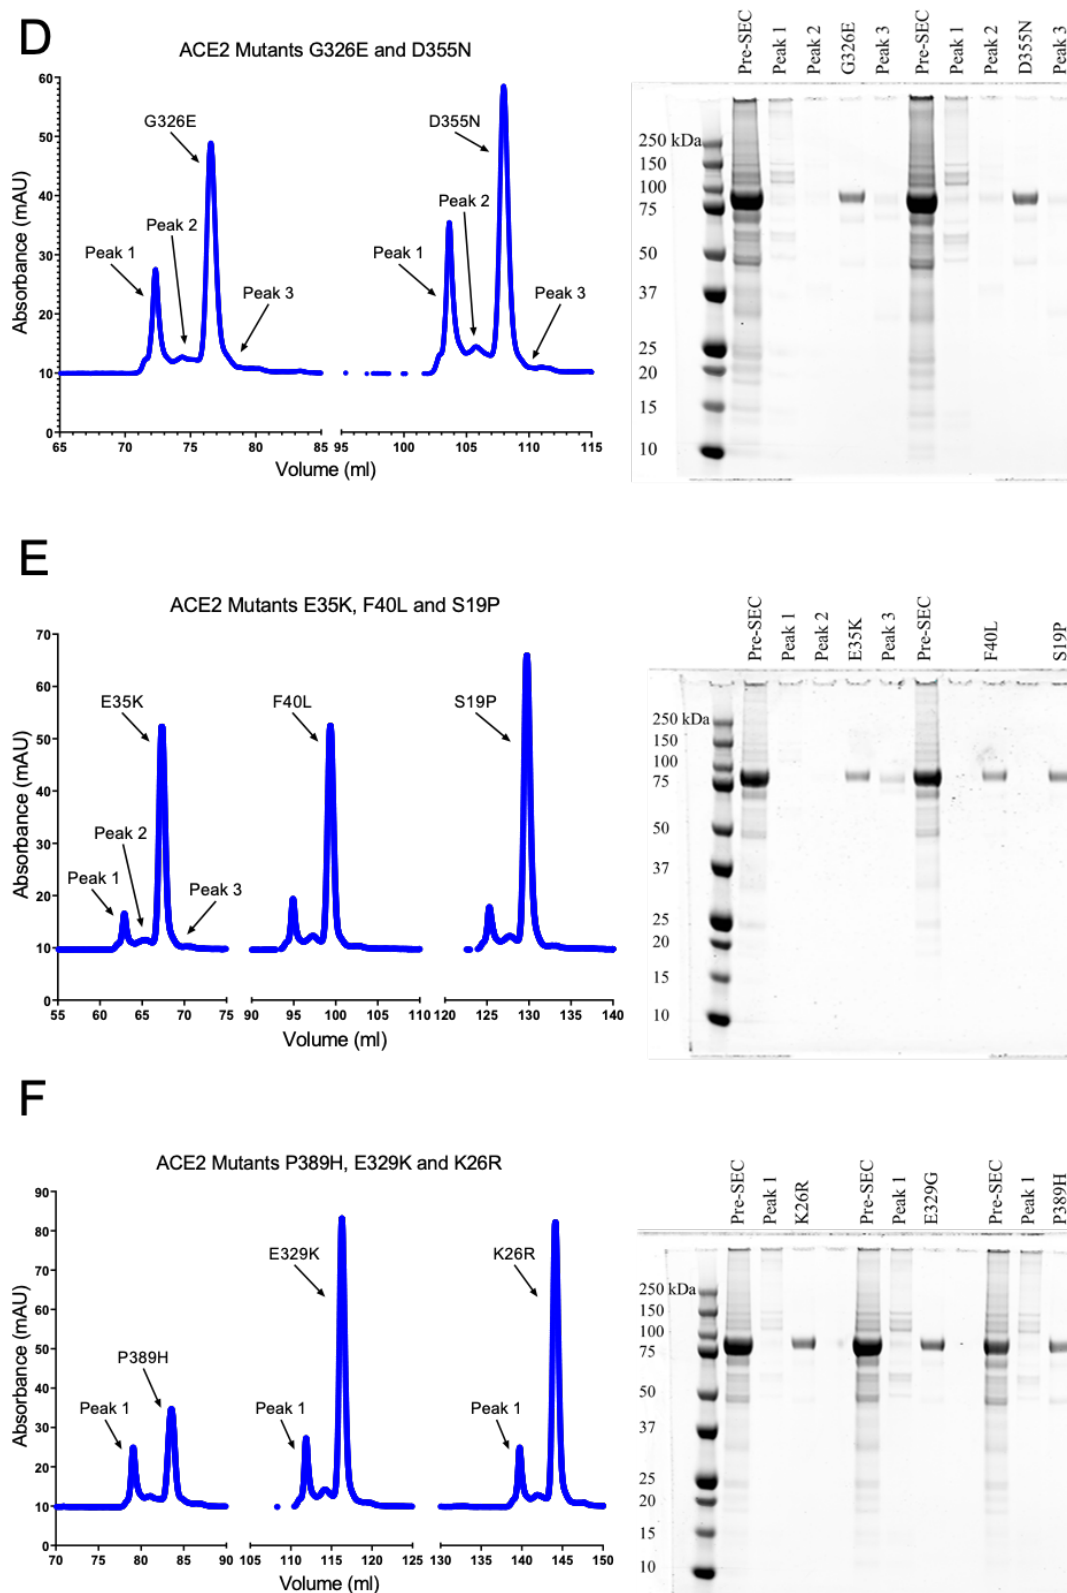 D
ACE2 Mutants G326E and D355N
Absorbance (mAU)
60
50
40
30
20
10
0
G326E
Peak 1
Peak 2
Peak 3
D355N
Peak 1
Peak 2
Peak 3
65 70 75 80 85 95 100 105 110 115
Volume (ml)
Pre-SEC
Peak 1
Peak 2
G326E
Peak 3
Pre-SEC
Peak 1
Peak 2
D355N
Peak 3
250 kDa
150
100
75
50
37
25
20
15
10
E
ACE2 Mutants E35K, F40L and S19P
Absorbance (mAU)
70
60
50
40
30
20
10
0
E35K
Peak 2
Peak 1
Peak 3
F40L
S19P
55 60 65 70 75 90 95 100 105 110 120 125 130 135 140
Volume (ml)
Pre-SEC
Peak 1
Peak 2
E35K
Peak 3
Pre-SEC
F40L
S19P
250 kDa
150
100
75
50
37
25
20
15
10
F
ACE2 Mutants P389H, E329K and K26R
Absorbance (mAU)
90
80
70
60
50
40
30
20
10
0
P389H
Peak 1
E329K
Peak 1
K26R
Peak 1
70 75 80 85 90 105 110 115 120 125 130 135 140 145 150
Volume (ml)
Pre-SEC
Peak 1
K26R
Pre-SEC
Peak 1
E329G
Pre-SEC
Peak 1
P389H
250 kDa
150
100
75
50
37
25
20
15
10